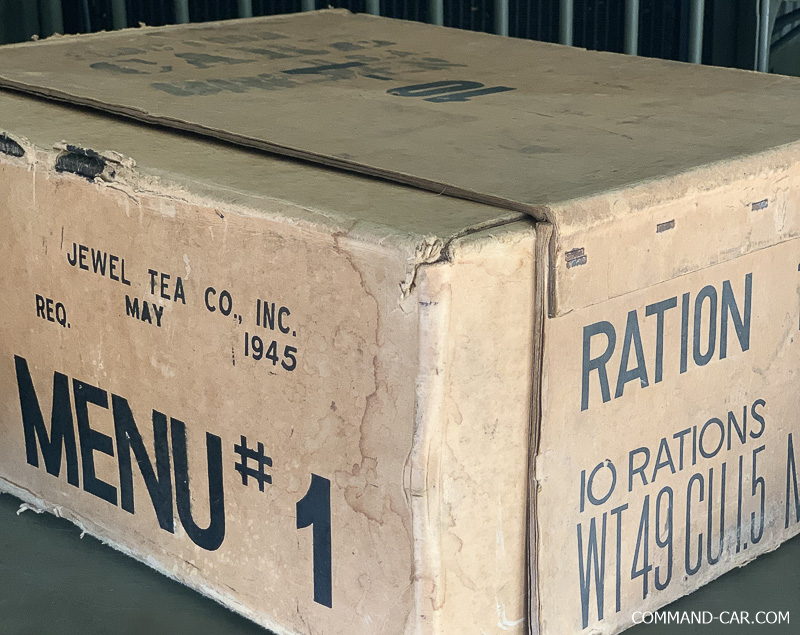 JEWEL TEA CO., INC.
REQ. MAY 1945
MENU # 1
RATION
10 RATIONS
WT 49 CU 1.5
COMMAND-CAR.COM